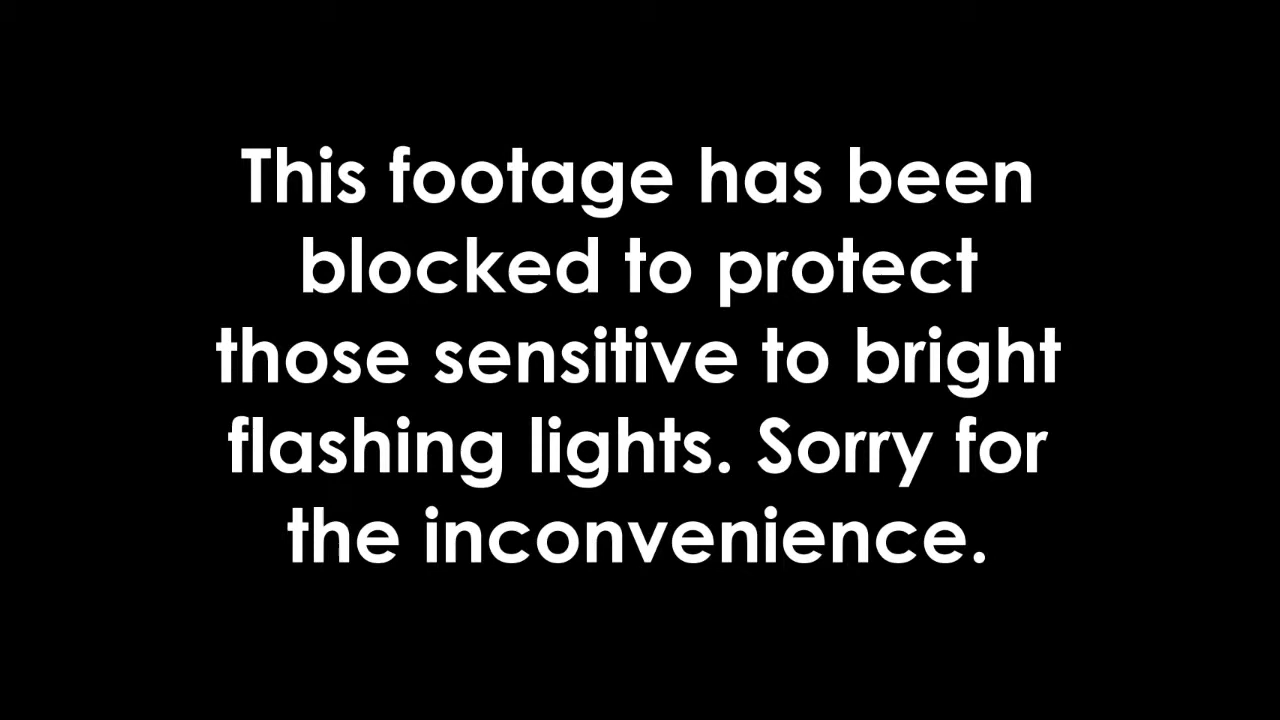 This footage has been
blocked to protect
those sensitive to bright
flashing lights. Sorry for
the inconvenience.